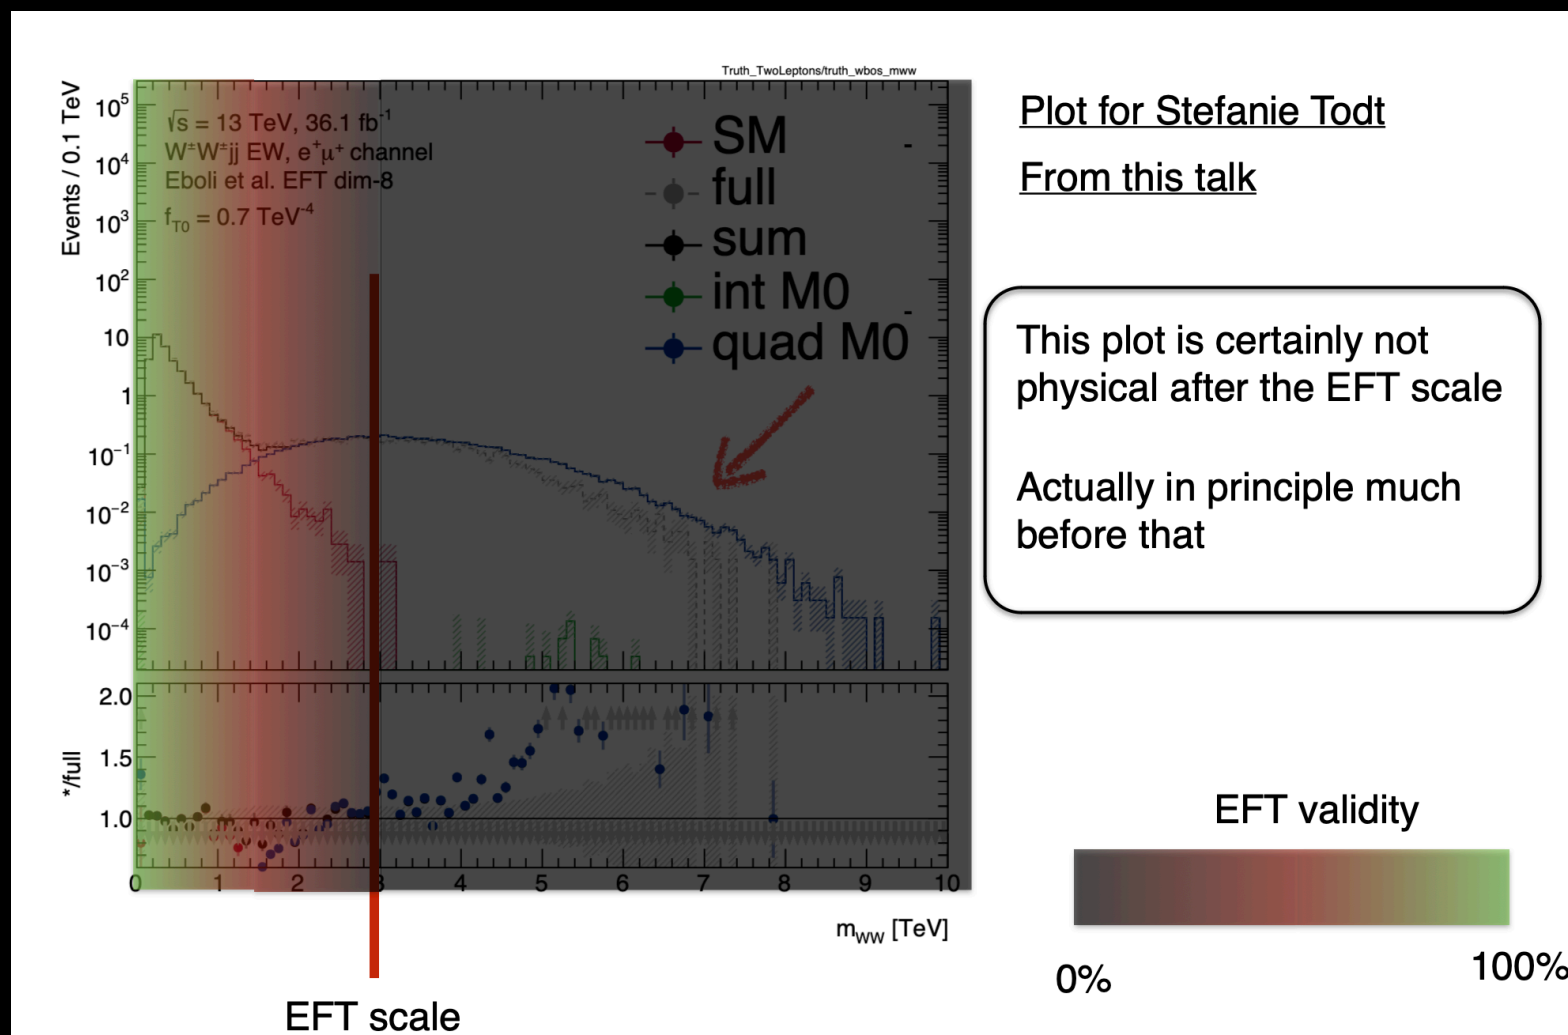 Truth_TwoLeptons/truth_wbos_mww
Events / 0.1 TeV
10⁵
10⁴
10³
10²
10
1
10⁻¹
10⁻²
10⁻³
10⁻⁴
√s = 13 TeV, 36.1 fb⁻¹
W±W±jj EW, e⁺μ⁺ channel
Eboli et al. EFT dim-8
f_T0 = 0.7 TeV⁻⁴
SM
full
sum
int M0
quad M0
*/full
2.0
1.5
1.0
0 1 2 3 4 5 6 7 8 9 10
m_WW [TeV]
EFT scale
Plot for Stefanie Todt
From this talk
This plot is certainly not
physical after the EFT scale
Actually in principle much
before that
EFT validity
0% 100%